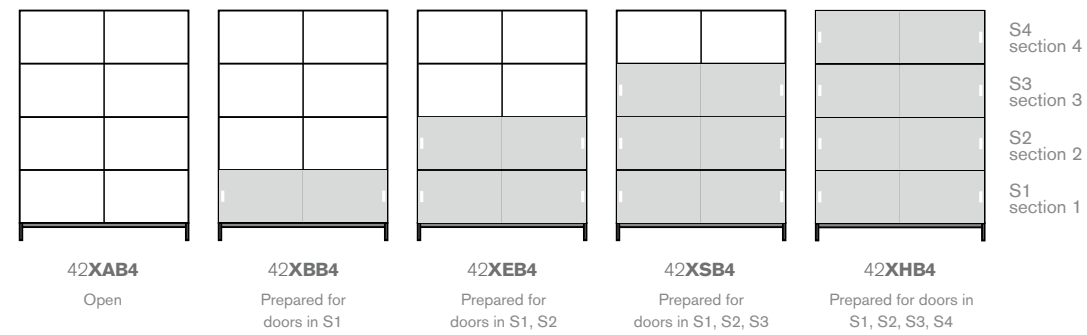 S4
section 4
S3
section 3
S2
section 2
S1
section 1
42XAB4
Open
42XBB4
Prepared for
doors in S1
42XEB4
Prepared for
doors in S1, S2
42XSB4
Prepared for
doors in S1, S2, S3
42XHB4
Prepared for doors in
S1, S2, S3, S4